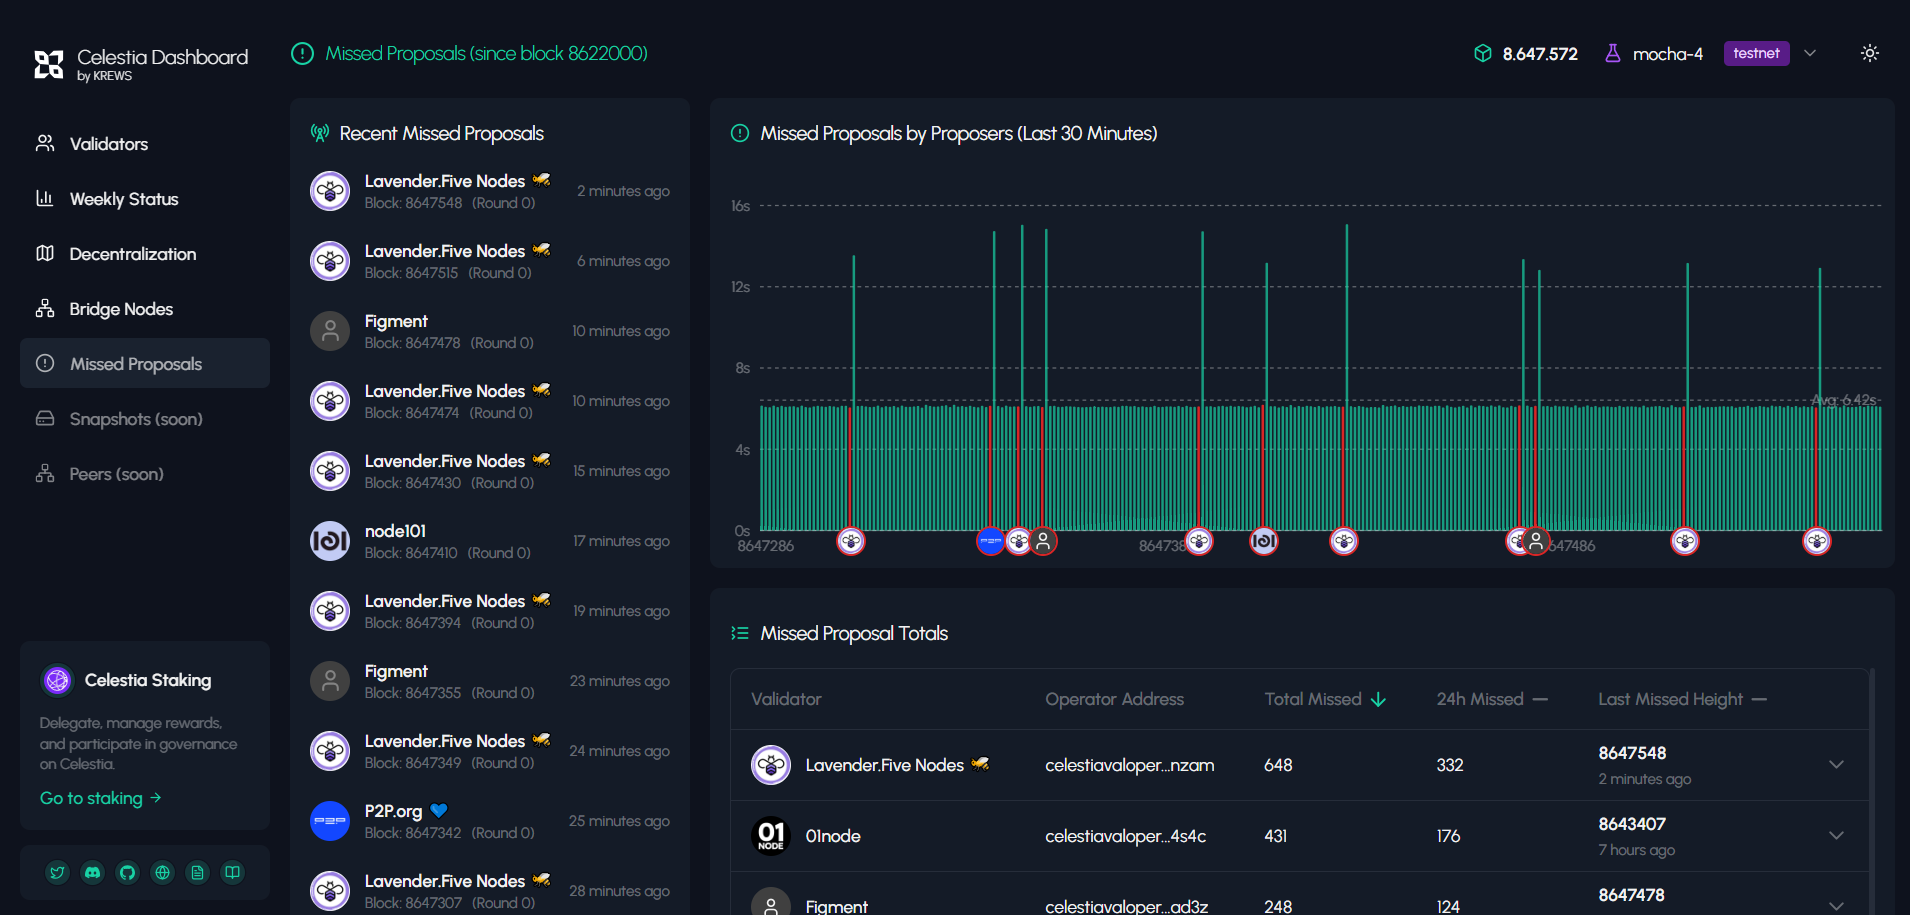 Celestia Dashboard
by KREWS
Validators
Weekly Status
Decentralization
Bridge Nodes
Missed Proposals
Snapshots (soon)
Peers (soon)
Celestia Staking
Delegate, manage rewards,
and participate in governance
on Celestia.
Go to staking →
Missed Proposals (since block 8622000)
8.647.572
mocha-4
testnet
Recent Missed Proposals
Lavender.Five Nodes 🐝
2 minutes ago
Block: 8647548 (Round 0)
Lavender.Five Nodes 🐝
6 minutes ago
Block: 8647515 (Round 0)
Figment
10 minutes ago
Block: 8647478 (Round 0)
Lavender.Five Nodes 🐝
10 minutes ago
Block: 8647474 (Round 0)
Lavender.Five Nodes 🐝
15 minutes ago
Block: 8647430 (Round 0)
node101
17 minutes ago
Block: 8647410 (Round 0)
Lavender.Five Nodes 🐝
19 minutes ago
Block: 8647394 (Round 0)
Figment
23 minutes ago
Block: 8647355 (Round 0)
Lavender.Five Nodes 🐝
24 minutes ago
Block: 8647349 (Round 0)
P2P.org 💙
25 minutes ago
Block: 8647342 (Round 0)
Lavender.Five Nodes 🐝
28 minutes ago
Block: 8647307 (Round 0)
Missed Proposals by Proposers (Last 30 Minutes)
16s
12s
8s
Avg: 6.42s
4s
0s
8647286
864738
647486
Missed Proposal Totals
Validator Operator Address Total Missed 24h Missed Last Missed Height
Lavender.Five Nodes 🐝 celestiavaloper...nzam 648 332 8647548
2 minutes ago
01 NODE
01node celestiavaloper...4s4c 431 176 8643407
7 hours ago
Figment celestiavaloper...ad3z 248 124 8647478